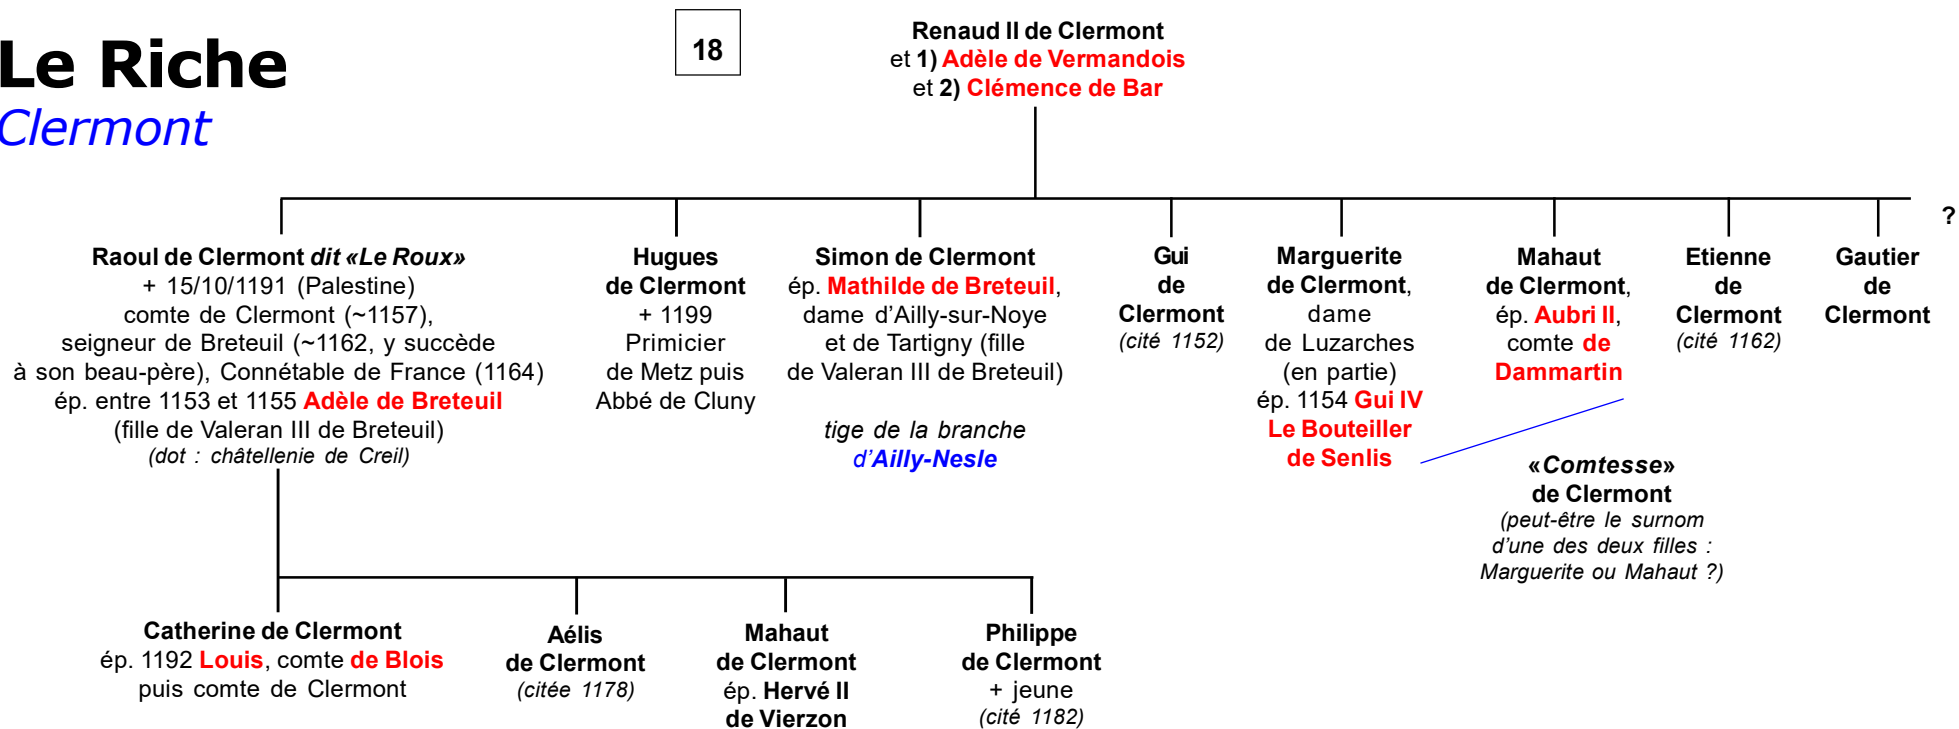 Le Riche
Clermont
18
Renaud II de Clermont
et 1) Adèle de Vermandois
et 2) Clémence de Bar
?
Raoul de Clermont dit «Le Roux»
+ 15/10/1191 (Palestine)
comte de Clermont (~1157),
seigneur de Breteuil (~1162, y succède
à son beau-père), Connétable de France (1164)
ép. entre 1153 et 1155 Adèle de Breteuil
(fille de Valeran III de Breteuil)
(dot : châtellenie de Creil)
Hugues
de Clermont
+ 1199
Primicier
de Metz puis
Abbé de Cluny
Simon de Clermont
ép. Mathilde de Breteuil,
dame d'Ailly-sur-Noye
et de Tartigny (fille
de Valeran III de Breteuil)
tige de la branche
d'Ailly-Nesle
Gui
de
Clermont
(cité 1152)
Marguerite
de Clermont,
dame
de Luzarches
(en partie)
ép. 1154 Gui IV
Le Bouteiller
de Senlis
Mahaut
de Clermont,
ép. Aubri II,
comte de
Dammartin
Etienne
de
Clermont
(cité 1162)
Gautier
de
Clermont
«Comtesse»
de Clermont
(peut-être le surnom
d'une des deux filles :
Marguerite ou Mahaut ?)
Catherine de Clermont
ép. 1192 Louis, comte de Blois
puis comte de Clermont
Aélis
de Clermont
(citée 1178)
Mahaut
de Clermont
ép. Hervé II
de Vierzon
Philippe
de Clermont
+ jeune
(cité 1182)